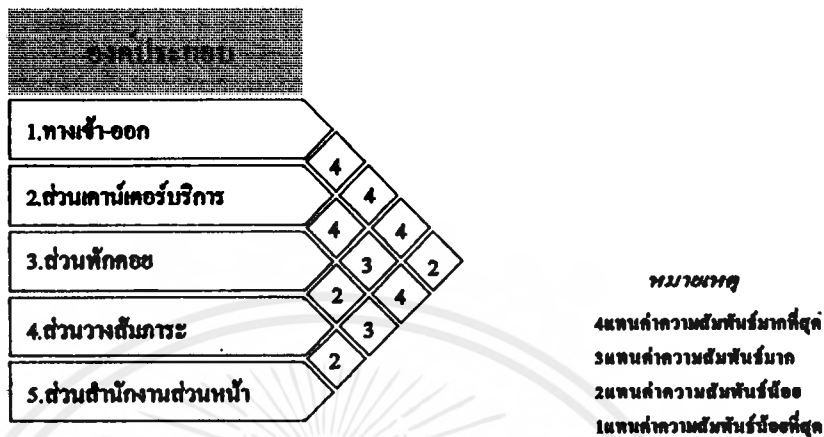 องค์ประกอบ
1.ทางเข้า-ออก
2.ส่วนเคาน์เตอร์บริการ
3.ส่วนพักคอย
4.ส่วนวางสัมภาระ
5.ส่วนสำนักงานส่วนหน้า
4
4
4 4
3 2
2 4
3
2
หมายเหตุ
4แทนค่าความสัมพันธ์มากที่สุด
3แทนค่าความสัมพันธ์มาก
2แทนค่าความสัมพันธ์น้อย
1แทนค่าความสัมพันธ์น้อยที่สุด